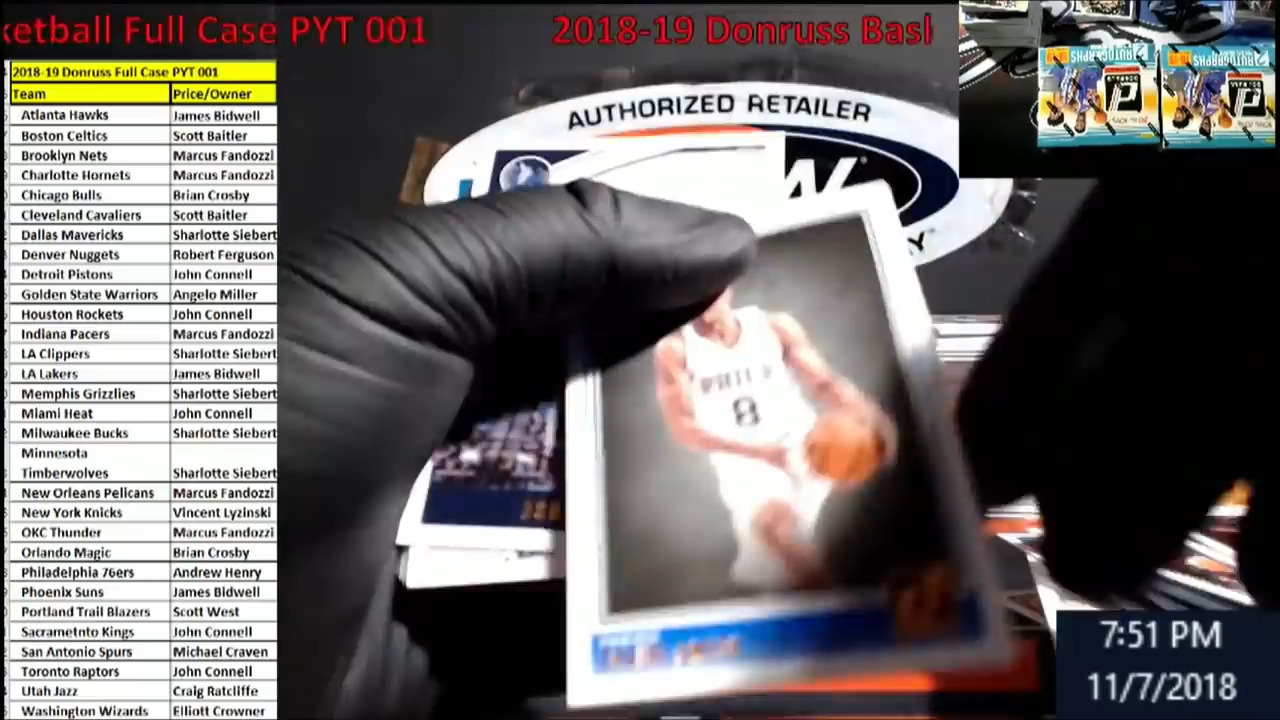 ketball Full Case PYT 001 2018-19 Donruss Bask
2018-19 Donruss Full Case PYT 001
Team Price/Owner
Atlanta Hawks James Bidwell
Boston Celtics Scott Baitler
Brooklyn Nets Marcus Fandozzi
Charlotte Hornets Marcus Fandozzi
Chicago Bulls Brian Crosby
Cleveland Cavaliers Scott Baitler
Dallas Mavericks Sharlotte Siebert
Denver Nuggets Robert Ferguson
Detroit Pistons John Connell
Golden State Warriors Angelo Miller
Houston Rockets John Connell
Indiana Pacers Marcus Fandozzi
LA Clippers Sharlotte Siebert
LA Lakers James Bidwell
Memphis Grizzlies Sharlotte Siebert
Miami Heat John Connell
Milwaukee Bucks Sharlotte Siebert
Minnesota
Timberwolves Sharlotte Siebert
New Orleans Pelicans Marcus Fandozzi
New York Knicks Vincent Lyzinski
OKC Thunder Marcus Fandozzi
Orlando Magic Brian Crosby
Philadelphia 76ers Andrew Henry
Phoenix Suns James Bidwell
Portland Trail Blazers Scott West
Sacrametnto Kings John Connell
San Antonio Spurs Michael Craven
Toronto Raptors John Connell
Utah Jazz Craig Ratcliffe
Washington Wizards Elliott Crowner
AUTHORIZED RETAILER
AUTOGRAPHS
AUTOGRAPHS
PHILA
8
7:51 PM
11/7/2018